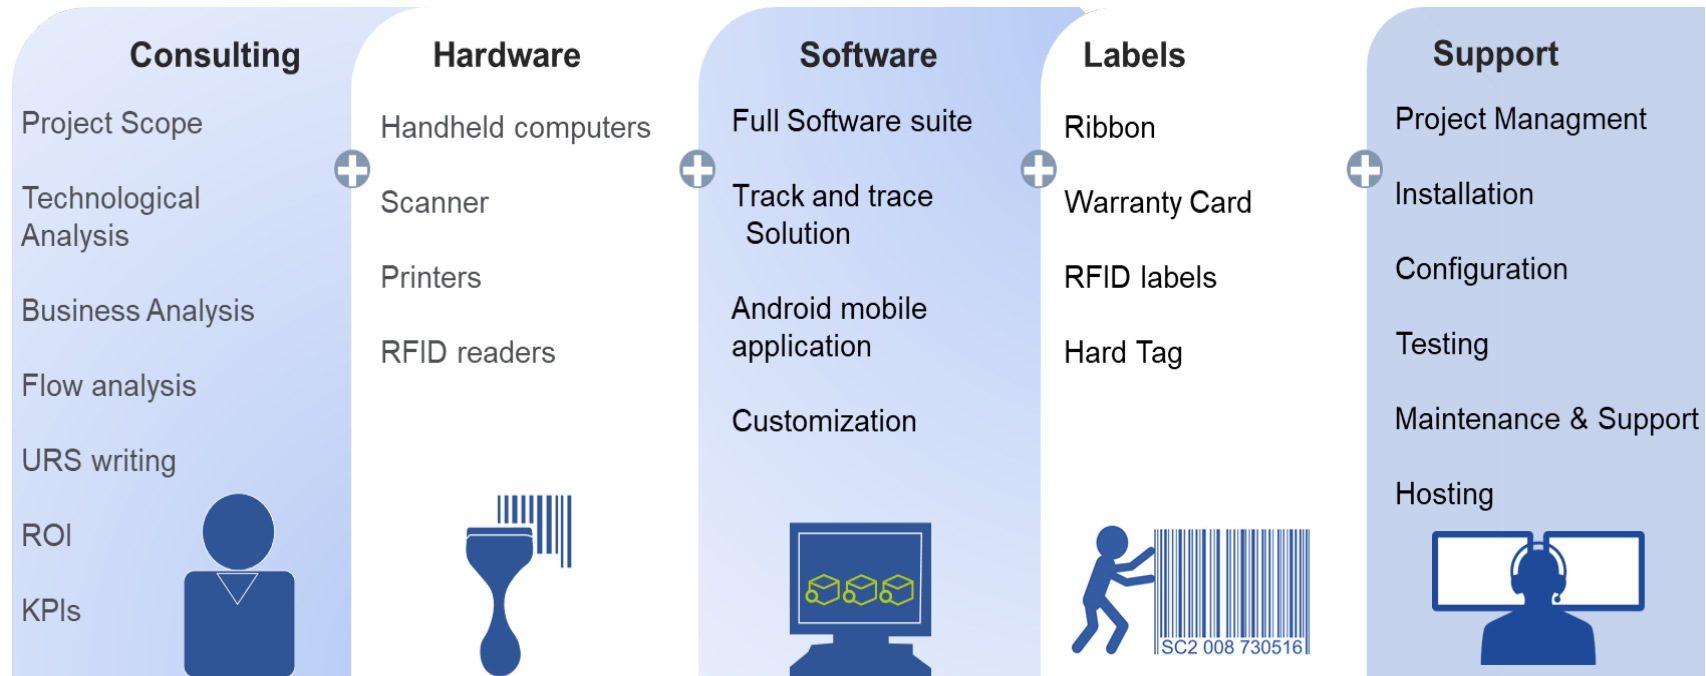 Consulting
Project Scope
Technological
Analysis
Business Analysis
Flow analysis
URS writing
ROI
KPIs
Hardware
Handheld computers
Scanner
Printers
RFID readers
Software
Full Software suite
Track and trace
Solution
Android mobile
application
Customization
Labels
Ribbon
Warranty Card
RFID labels
Hard Tag
SC2 008 730516
Support
Project Managment
Installation
Configuration
Testing
Maintenance & Support
Hosting